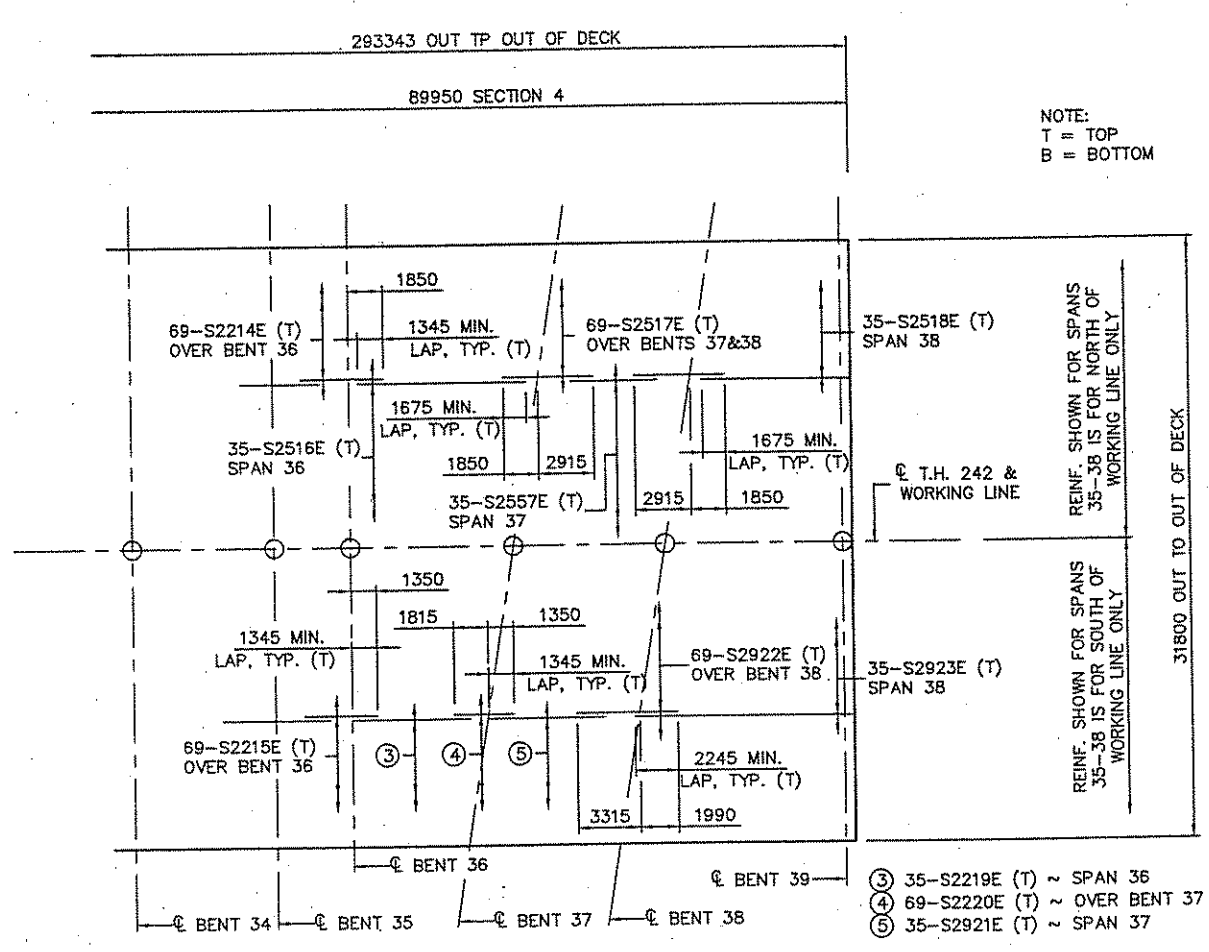 293343 OUT TP OUT OF DECK
89950 SECTION 4
NOTE:
T = TOP
B = BOTTOM
1850
69-S2214E (T)
OVER BENT 36
1345 MIN.
LAP, TYP. (T)
69-S2517E (T)
OVER BENTS 37&38
35-S2518E (T)
SPAN 38
1675 MIN.
LAP, TYP. (T)
35-S2516E (T)
SPAN 36
1850
2915
1675 MIN.
LAP, TYP. (T)
35-S2557E (T)
SPAN 37
2915
1850
℄ T.H. 242 &
WORKING LINE
REINF. SHOWN FOR SPANS
35-38 IS FOR NORTH OF
WORKING LINE ONLY
31800 OUT TO OUT OF DECK
1350
1815
1350
1345 MIN.
LAP, TYP. (T)
1345 MIN.
LAP, TYP. (T)
69-S2922E (T)
OVER BENT 38
35-S2923E (T)
SPAN 38
REINF. SHOWN FOR SPANS
35-38 IS FOR SOUTH OF
WORKING LINE ONLY
69-S2215E (T)
OVER BENT 36
3
4
5
2245 MIN.
LAP, TYP. (T)
3315
1990
℄ BENT 36
℄ BENT 39
℄ BENT 34
℄ BENT 35
℄ BENT 37
℄ BENT 38
3 35-S2219E (T) ~ SPAN 36
4 69-S2220E (T) ~ OVER BENT 37
5 35-S2921E (T) ~ SPAN 37